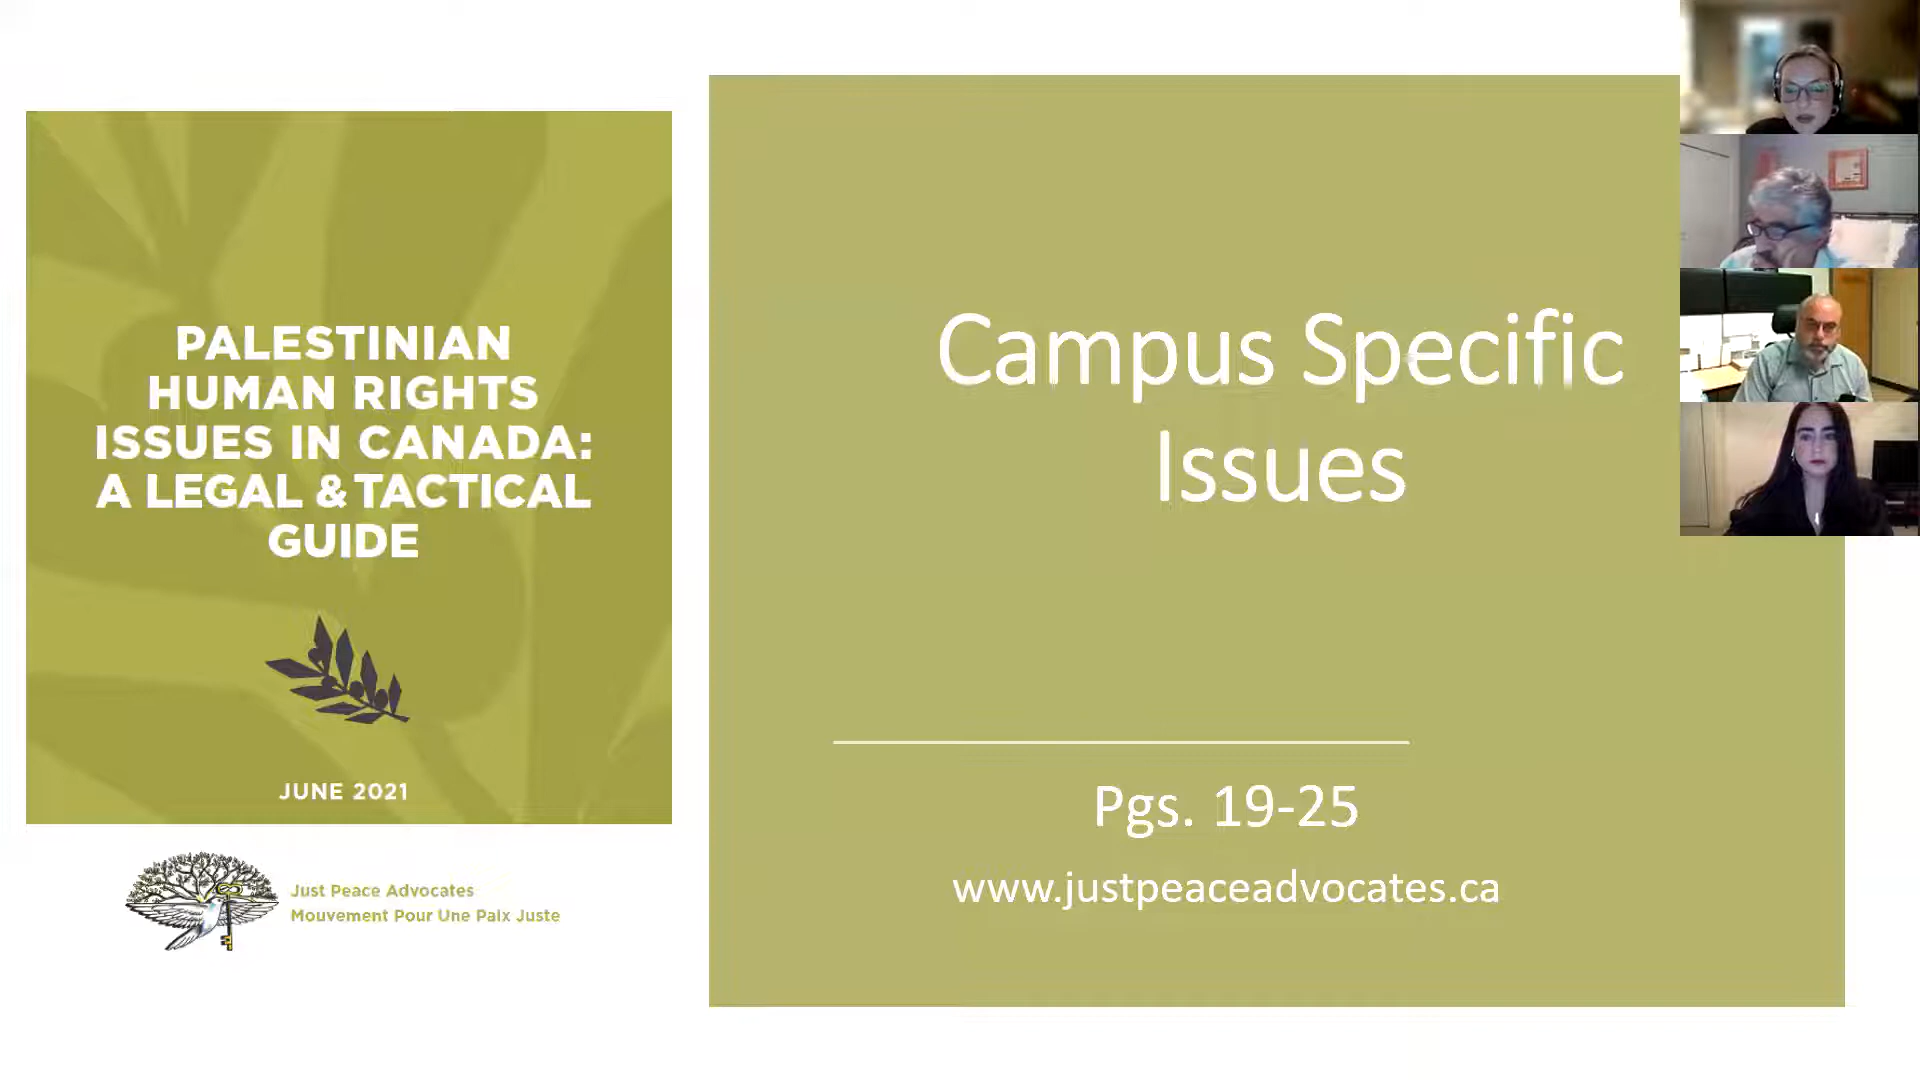 PALESTINIAN
HUMAN RIGHTS
ISSUES IN CANADA:
A LEGAL & TACTICAL
GUIDE
JUNE 2021
Just Peace Advocates
Mouvement Pour Une Paix Juste
Campus Specific
Issues
Pgs. 19-25
www.justpeaceadvocates.ca